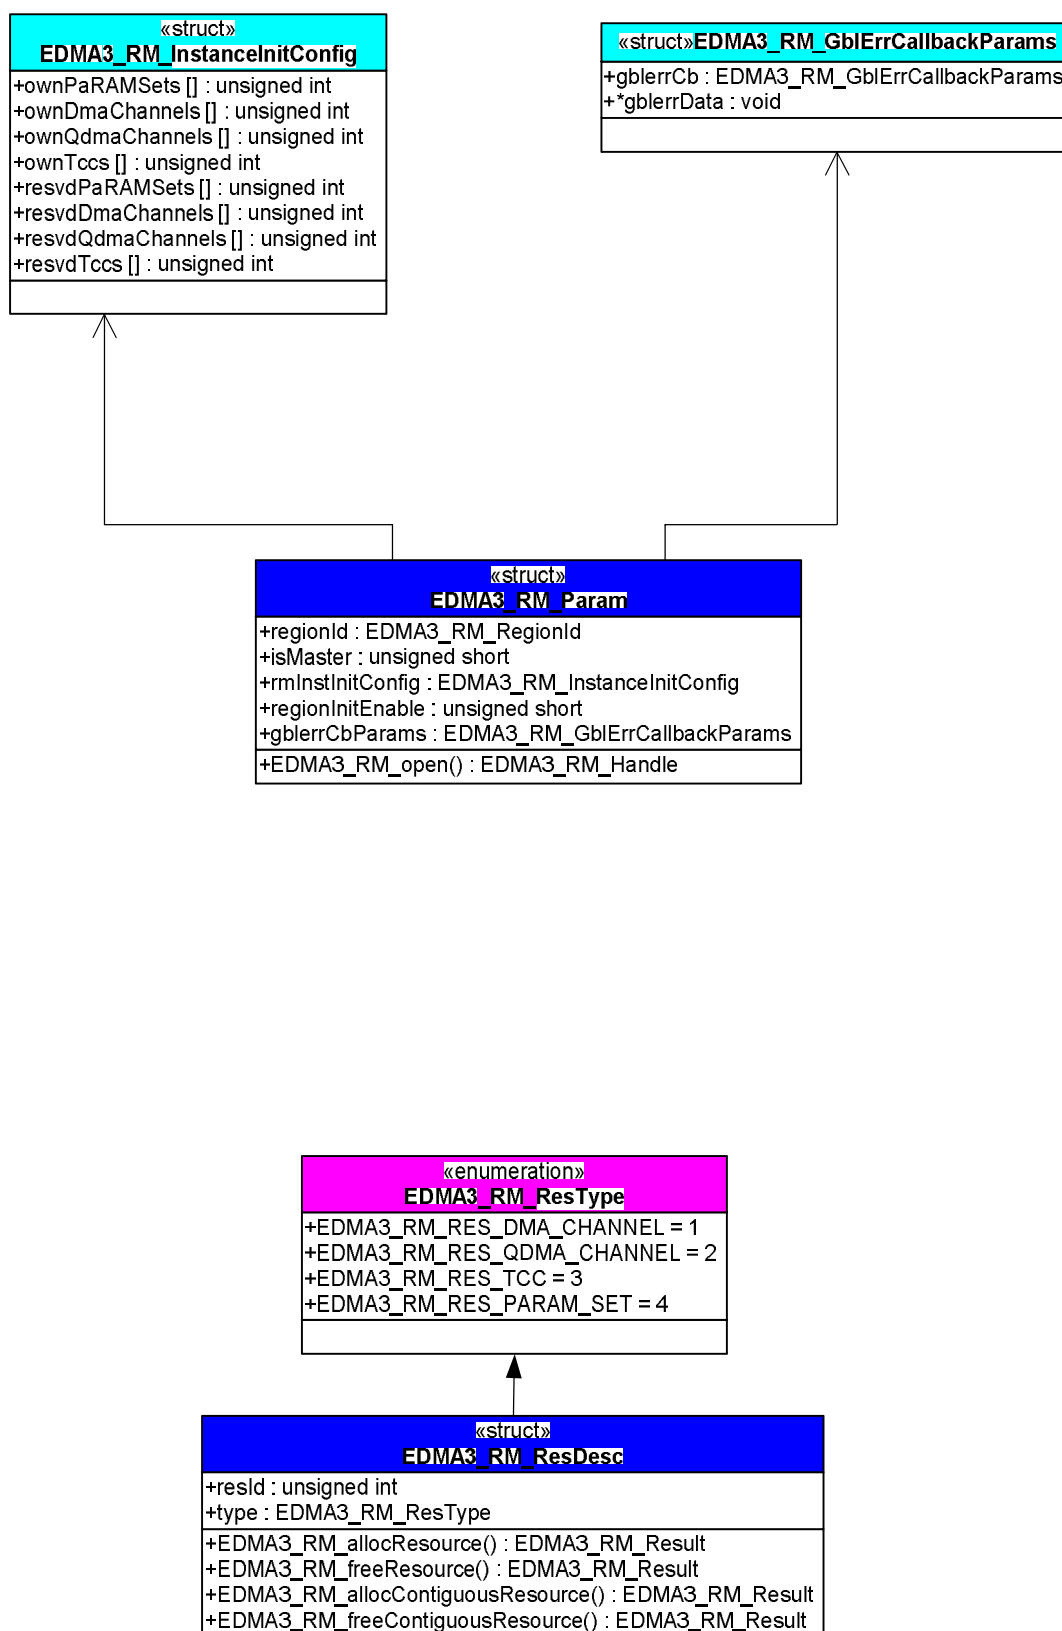 «struct»
EDMA3_RM_InstanceInitConfig
+ownPaRAMSets [] : unsigned int
+ownDmaChannels [] : unsigned int
+ownQdmaChannels [] : unsigned int
+ownTccs [] : unsigned int
+resvdPaRAMSets [] : unsigned int
+resvdDmaChannels [] : unsigned int
+resvdQdmaChannels [] : unsigned int
+resvdTccs [] : unsigned int
«struct»EDMA3_RM_GblErrCallbackParams
+gblerrCb : EDMA3_RM_GblErrCallbackParams
+*gblerrData : void
«struct»
EDMA3_RM_Param
+regionId : EDMA3_RM_RegionId
+isMaster : unsigned short
+rmInstInitConfig : EDMA3_RM_InstanceInitConfig
+regionInitEnable : unsigned short
+gblerrCbParams : EDMA3_RM_GblErrCallbackParams
+EDMA3_RM_open() : EDMA3_RM_Handle
«enumeration»
EDMA3_RM_ResType
+EDMA3_RM_RES_DMA_CHANNEL = 1
+EDMA3_RM_RES_QDMA_CHANNEL = 2
+EDMA3_RM_RES_TCC = 3
+EDMA3_RM_RES_PARAM_SET = 4
«struct»
EDMA3_RM_ResDesc
+resId : unsigned int
+type : EDMA3_RM_ResType
+EDMA3_RM_allocResource() : EDMA3_RM_Result
+EDMA3_RM_freeResource() : EDMA3_RM_Result
+EDMA3_RM_allocContiguousResource() : EDMA3_RM_Result
+EDMA3_RM_freeContiguousResource() : EDMA3_RM_Result